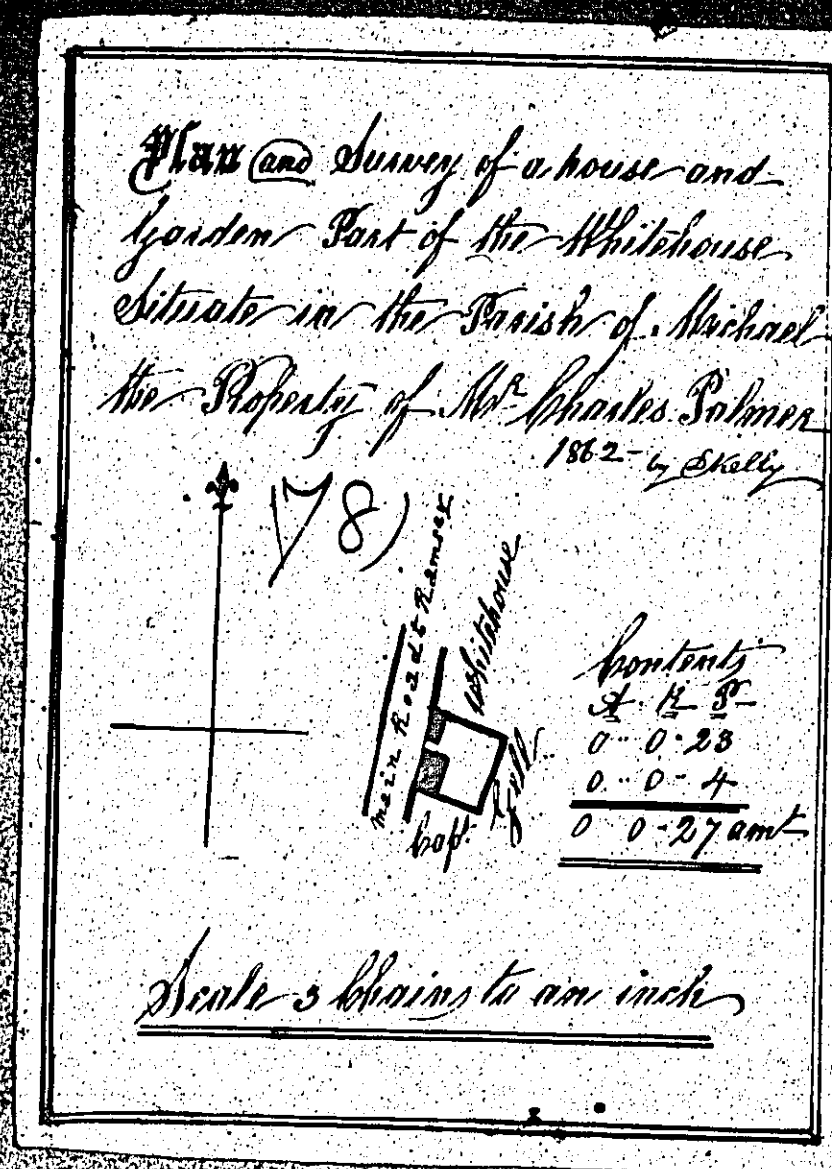 Plan and Survey of a house and
Garden Part of the Whitehouse
Situate in the Parish of Michael
the Property of Mr Charles Palmer
1862 - by Skelly
78)
main Road to Ramsey
Whitehouse
Capt.
Contents
A. R. P.
0 .. 0 . 23
0 .. 0 - 4
0 0 - 27 amt
Scale 3 Chains to an inch